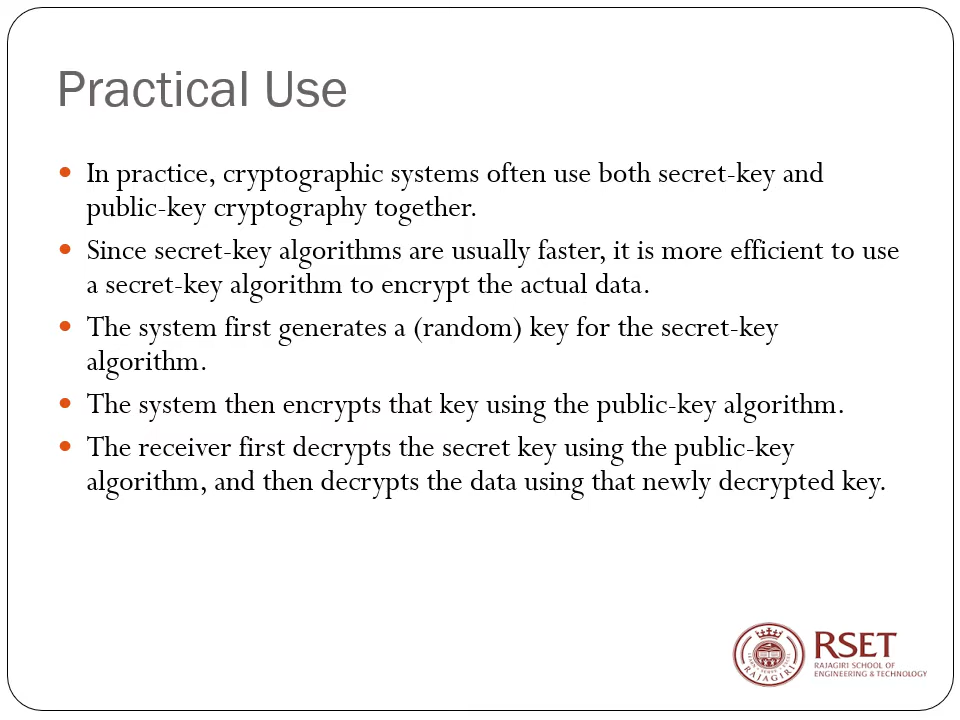 Practical Use
In practice, cryptographic systems often use both secret-key and
public-key cryptography together.
Since secret-key algorithms are usually faster, it is more efficient to use
a secret-key algorithm to encrypt the actual data.
The system first generates a (random) key for the secret-key
algorithm.
The system then encrypts that key using the public-key algorithm.
The receiver first decrypts the secret key using the public-key
algorithm, and then decrypts the data using that newly decrypted key.
RAJAGIRI
RSET
RAJAGIRI SCHOOL OF
ENGINEERING & TECHNOLOGY